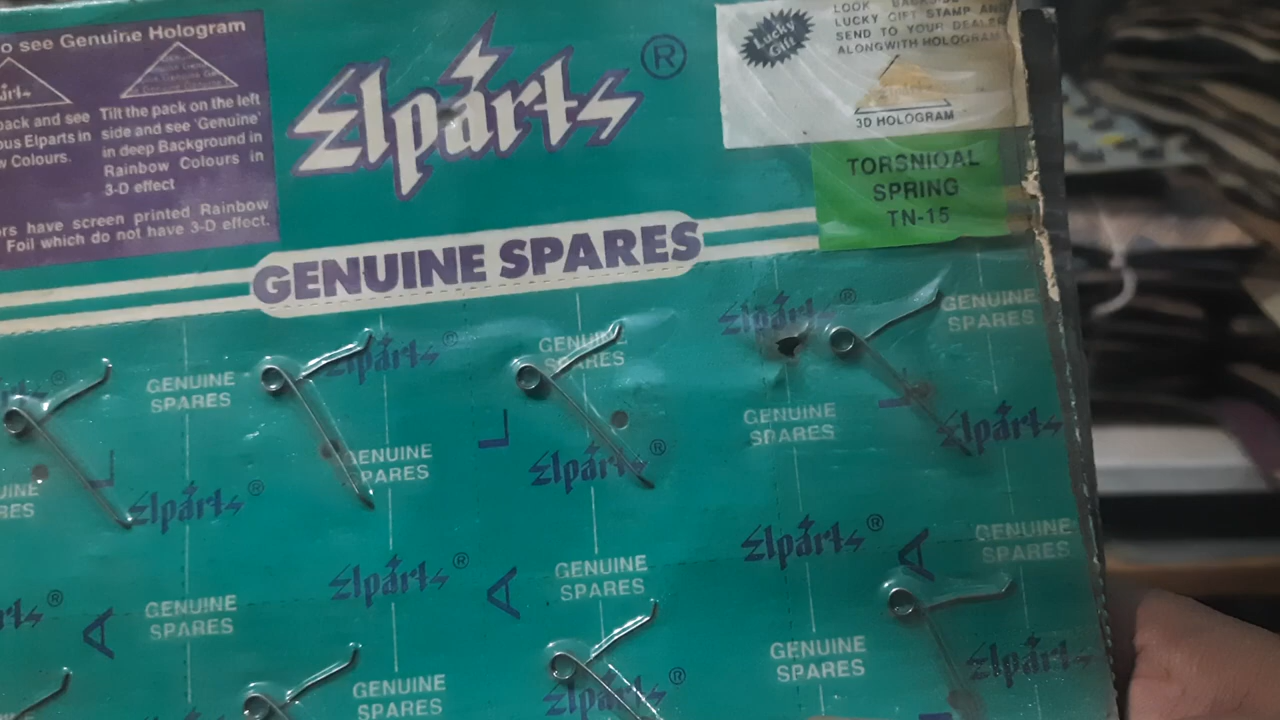 o see Genuine Hologram
Tilt the pack on the left
side and see 'Genuine'
in deep Background in
Rainbow Colours in
3-D effect
pack and see
ous Elparts in
w Colours.
rs have screen printed Rainbow
Foil which do not have 3-D effect.
Elparts ®
Lucky
Gift
LOOK BACKSIDE
LUCKY GIFT STAMP AND
SEND TO YOUR DEALER
ALONGWITH HOLOGRAM
3D HOLOGRAM
TORSNIOAL
SPRING
TN-15
GENUINE SPARES
Elparts ®
GENUINE
SPARES
GENUINE
SPARES
Elparts ®
GENUINE
SPARES
GENUINE
SPARES
Elparts ®
L
GENUINE
SPARES
L
GENUINE
SPARES
Elparts
Elparts ®
Elparts ®
Elparts ®
A
GENUINE
SPARES
Elparts ®
A
GENUINE
SPARES
A
GENUINE
SPARES
GENUINE
SPARES
Elparts
GENUINE
SPARES
Elparts ®